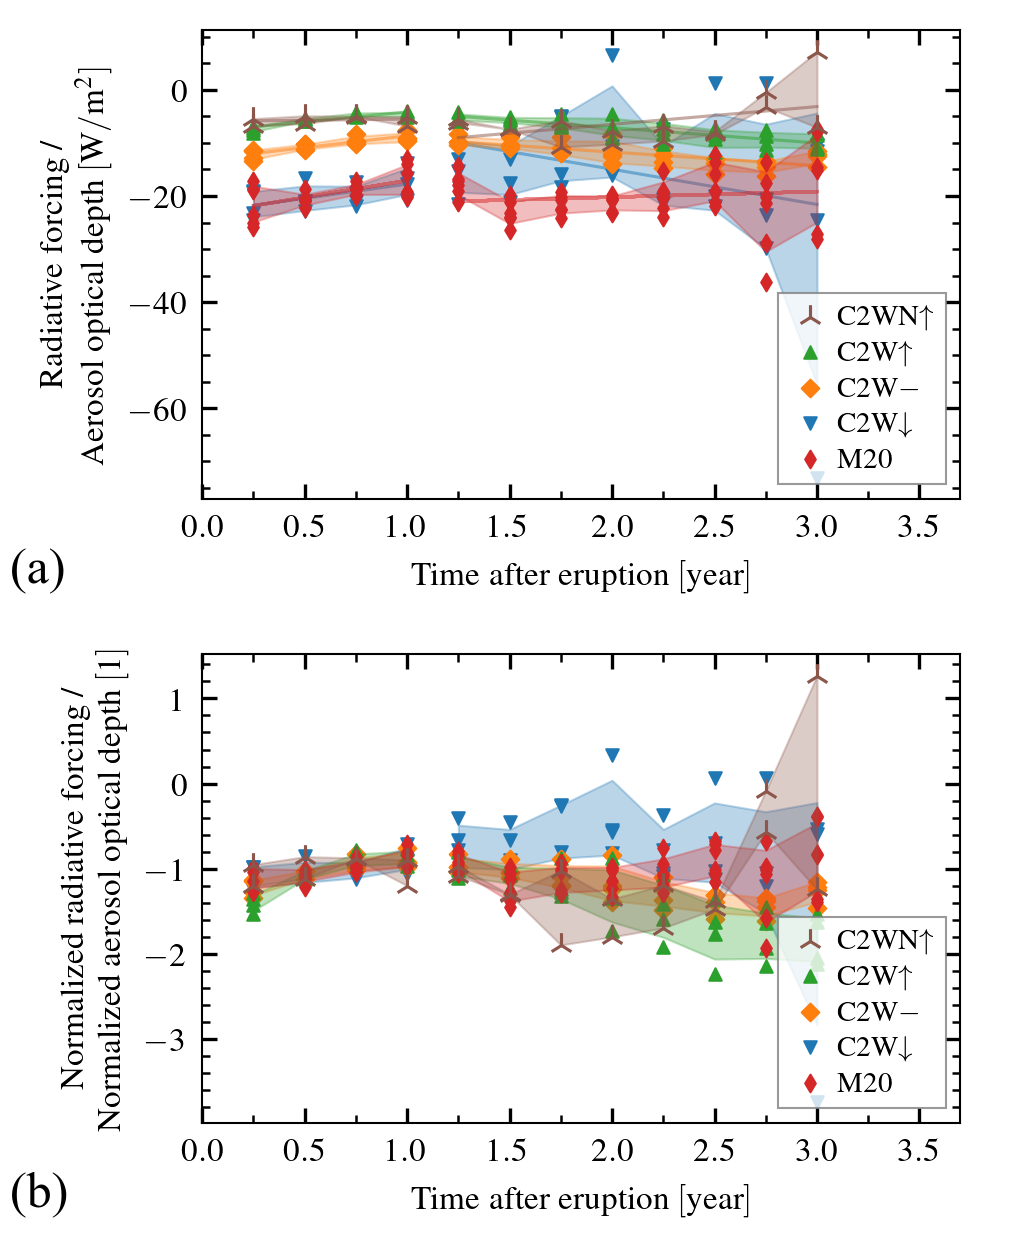 Radiative forcing /
Aerosol optical depth [W/m²]
0
−20
−40
−60
C2WN↑
C2W↑
C2W−
C2W↓
M20
0.0 0.5 1.0 1.5 2.0 2.5 3.0 3.5
Time after eruption [year]
(a)
Normalized radiative forcing /
Normalized aerosol optical depth [1]
1
0
−1
−2
−3
C2WN↑
C2W↑
C2W−
C2W↓
M20
0.0 0.5 1.0 1.5 2.0 2.5 3.0 3.5
Time after eruption [year]
(b)